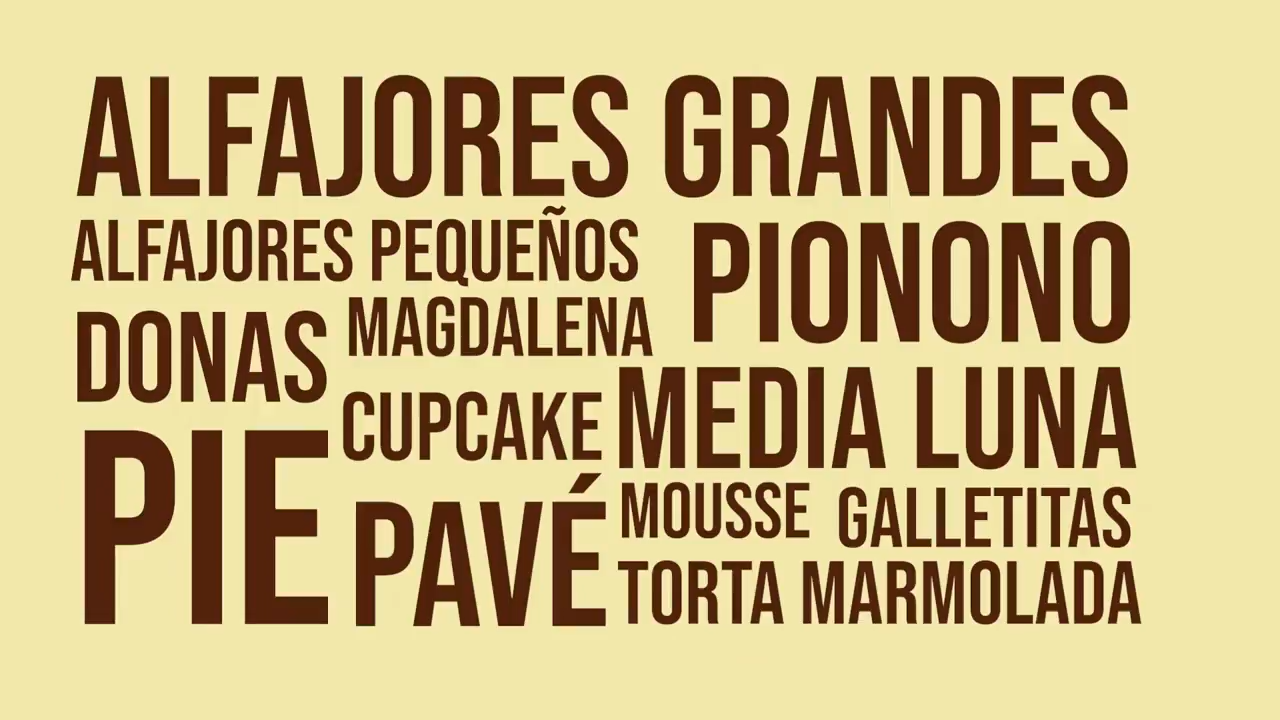 ALFAJORES GRANDES
ALFAJORES PEQUEÑOS
PIONONO
DONAS
MAGDALENA
CUPCAKE
MEDIA LUNA
PIE
PAVÉ
MOUSSE
GALLETITAS
TORTA MARMOLADA